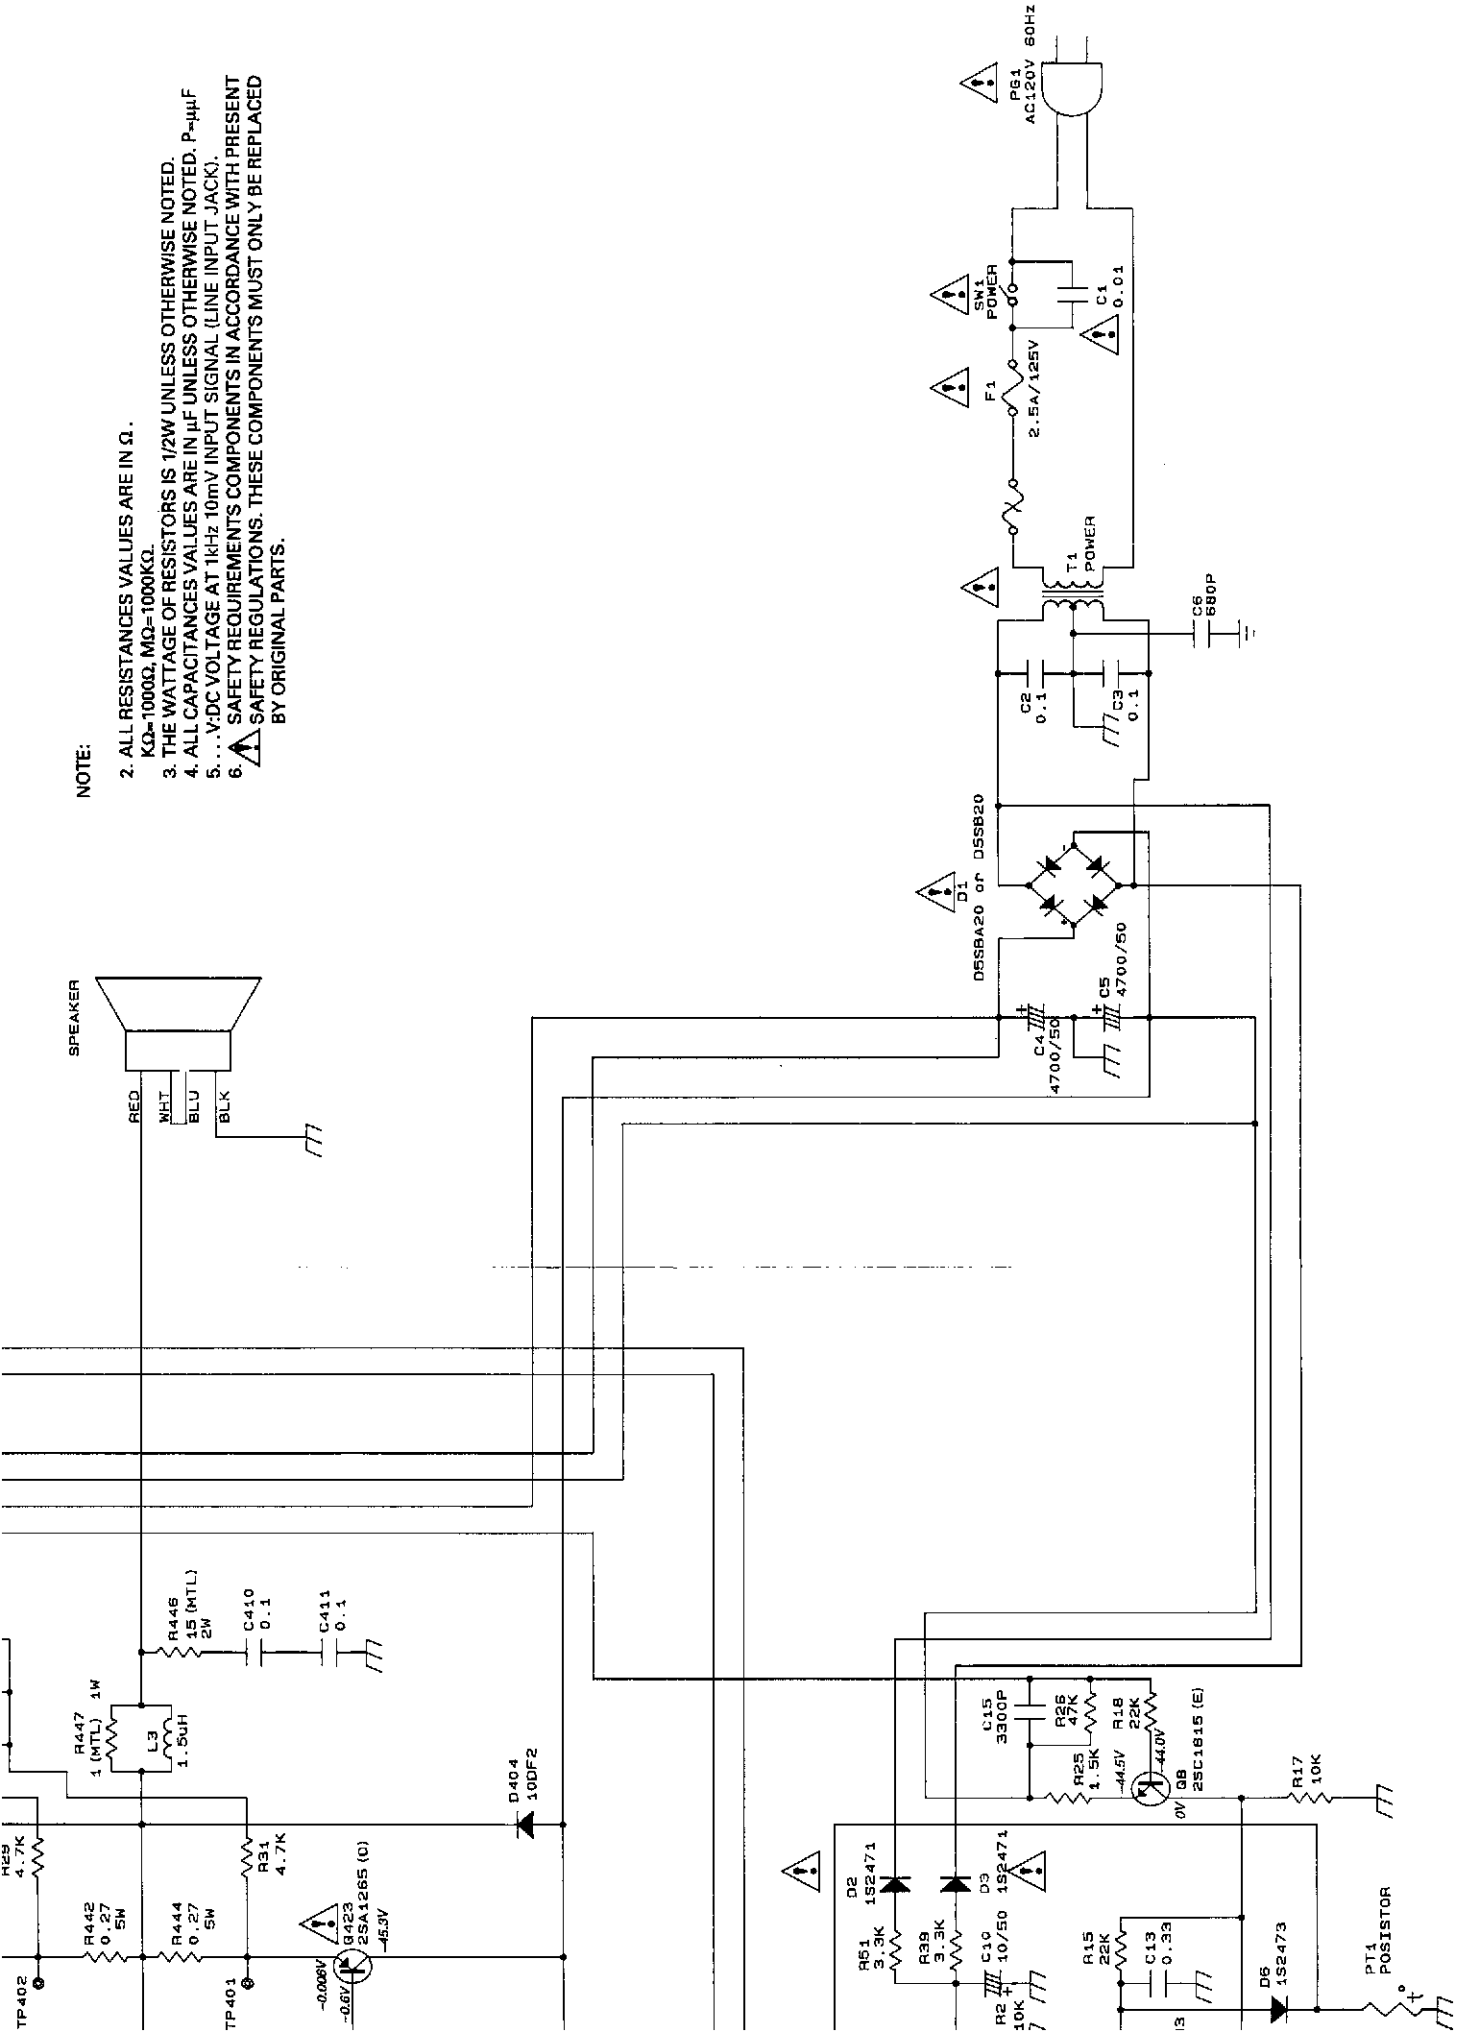 NOTE:
2. ALL RESISTANCES VALUES ARE IN Ω .
KΩ=1000Ω, MΩ=1000KΩ.
3. THE WATTAGE OF RESISTORS IS 1/2W UNLESS OTHERWISE NOTED.
4. ALL CAPACITANCES VALUES ARE IN µF UNLESS OTHERWISE NOTED. P=µµF
5. . . .V:DC VOLTAGE AT 1kHz 10mV INPUT SIGNAL (LINE INPUT JACK).
6. SAFETY REQUIREMENTS COMPONENTS IN ACCORDANCE WITH PRESENT
SAFETY REGULATIONS. THESE COMPONENTS MUST ONLY BE REPLACED
BY ORIGINAL PARTS.
SPEAKER
RED
WHT
BLU
BLK
R446
15 (MTL)
2W
C410
0.1
C411
0.1
R447
1 (MTL) 1W
L3
1.5uH
R29
4.7K
R31
4.7K
R442
0.27
5W
R444
0.27
5W
TP402
TP401
Q423
2SA1265 (O)
-0.006V
-0.6V
-45.3V
D404
10DF2
PG1
AC120V 60Hz
SW1
POWER
C1
0.01
F1
2.5A/125V
T1
POWER
C6
680P
C2
0.1
C3
0.1
D1
D5SBA20 or D5SB20
-
+
+
C4
4700/50
+
C5
4700/50
C15
3300P
R26
47K
R18
22K
R25
1.5K
-44.5V
-44.0V
0V
Q8
2SC1815 (E)
R17
10K
D2
1S2471
D3
1S2471
R51
3.3K
R39
3.3K
C10
10/50
+
R2
10K
R15
22K
C13
0.33
D6
1S2473
PT1
POSISTOR
+t°